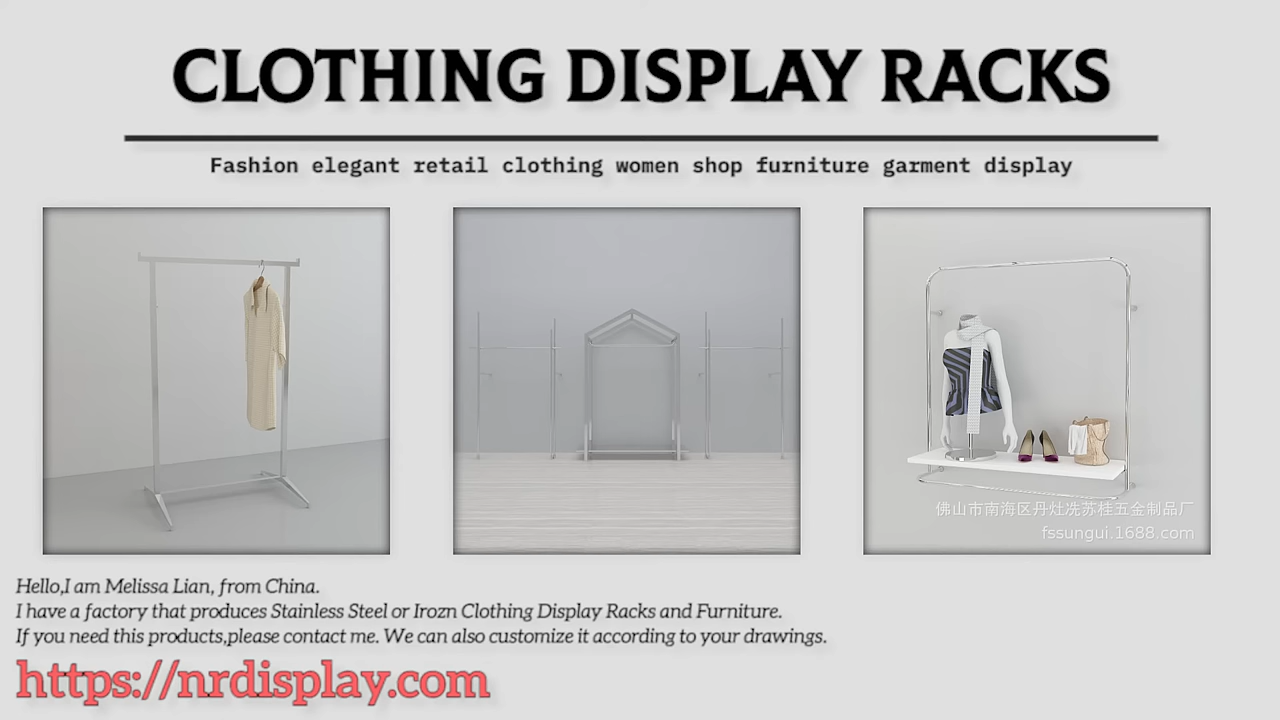 CLOTHING DISPLAY RACKS
Fashion elegant retail clothing women shop furniture garment display
佛山市南海区丹灶冼苏桂五金制品厂
fssungui.1688.com
Hello,I am Melissa Lian, from China.
I have a factory that produces Stainless Steel or Irozn Clothing Display Racks and Furniture.
If you need this products,please contact me. We can also customize it according to your drawings.
https://nrdisplay.com